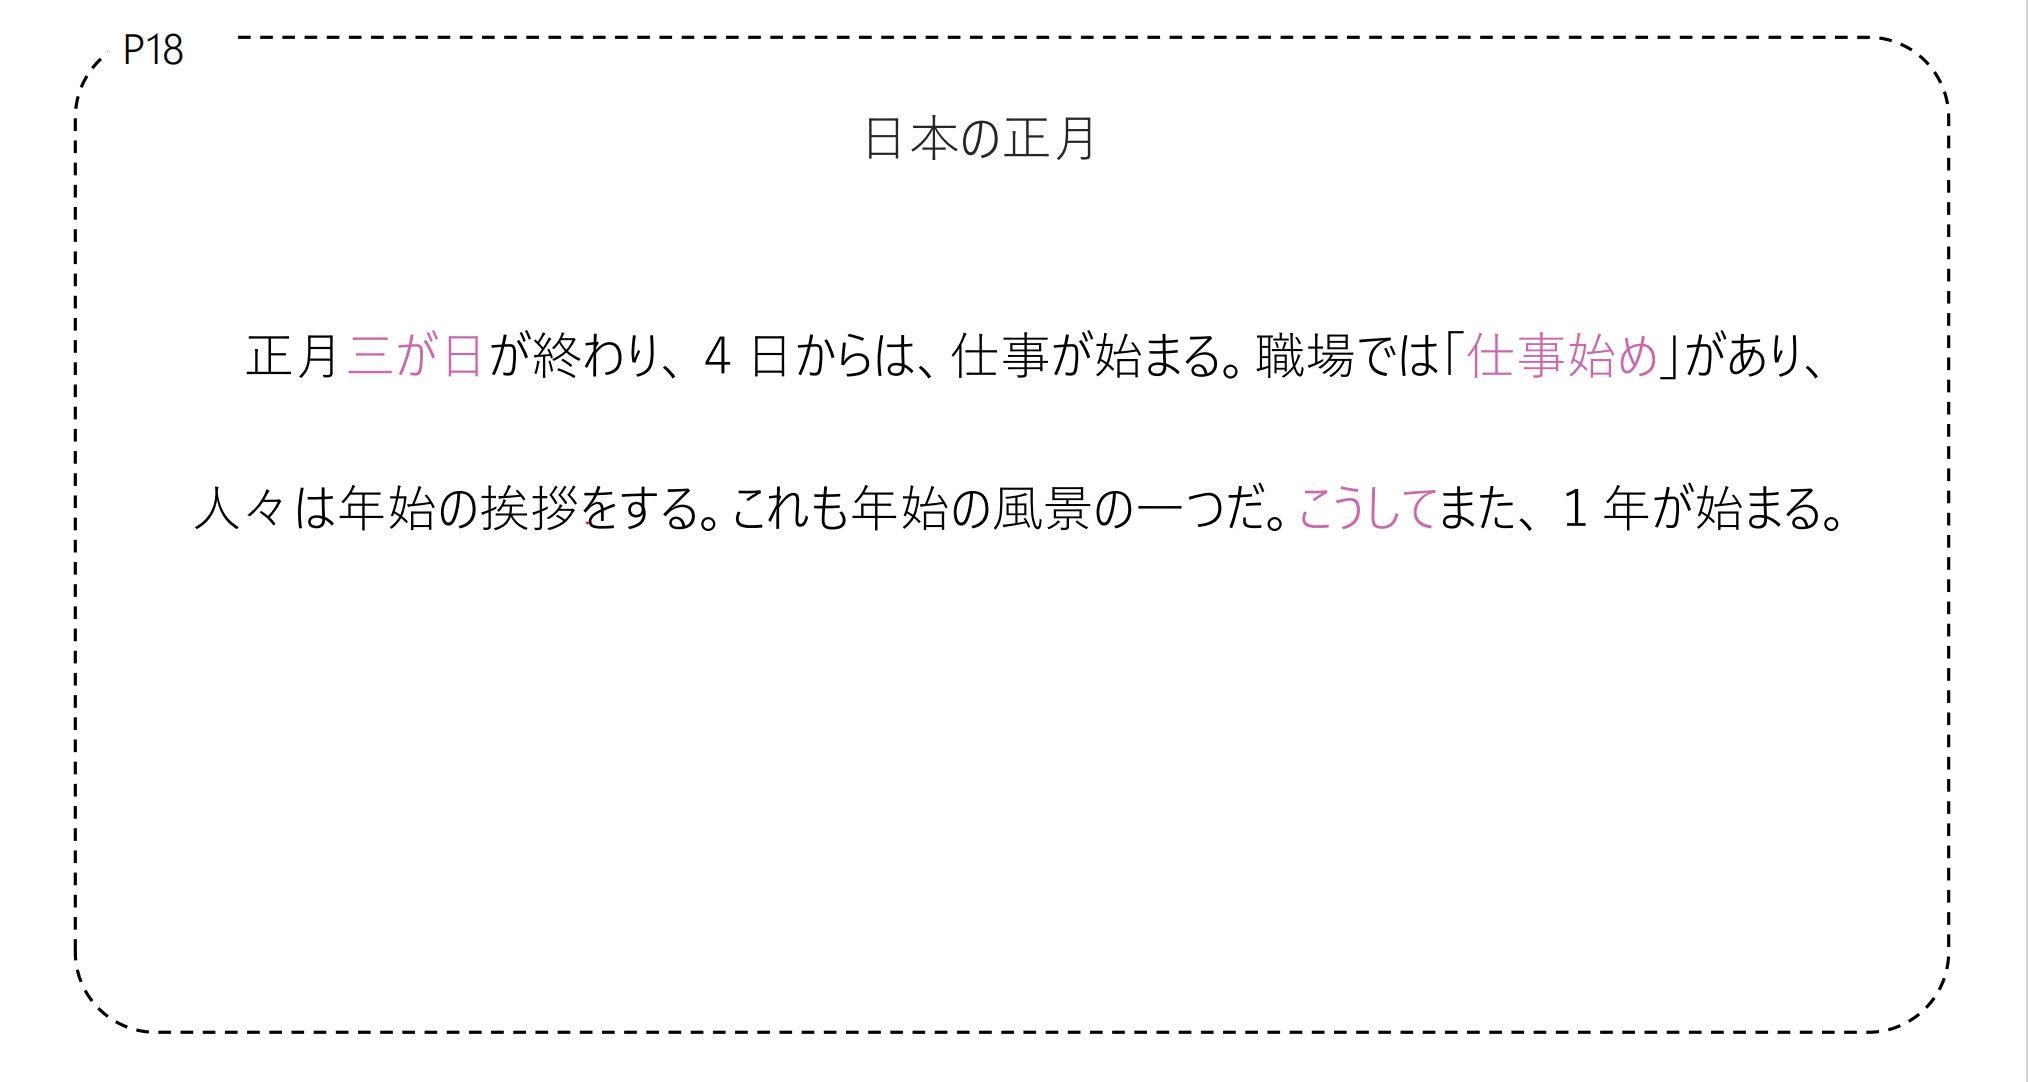 P18
日本の正月
正月三が日が終わり、4 日からは、仕事が始まる。職場では「仕事始め」があり、
人々は年始の挨拶をする。これも年始の風景の一つだ。こうしてまた、1 年が始まる。